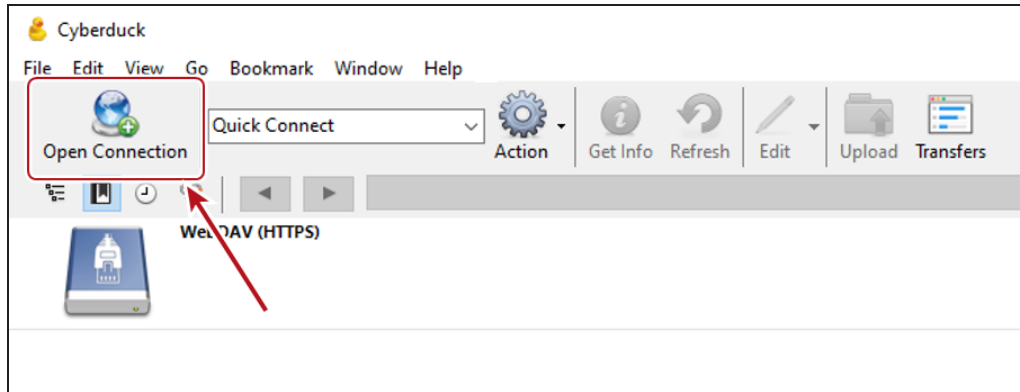 Cyberduck
File Edit View Go Bookmark Window Help
Quick Connect
Open Connection Action Get Info Refresh Edit Upload Transfers
WebDAV (HTTPS)